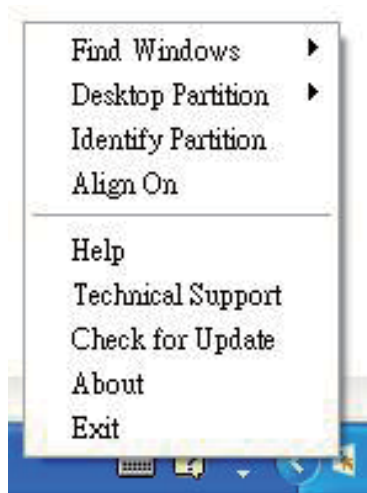 Find Windows
Desktop Partition
Identify Partition
Align On
Help
Technical Support
Check for Update
About
Exit